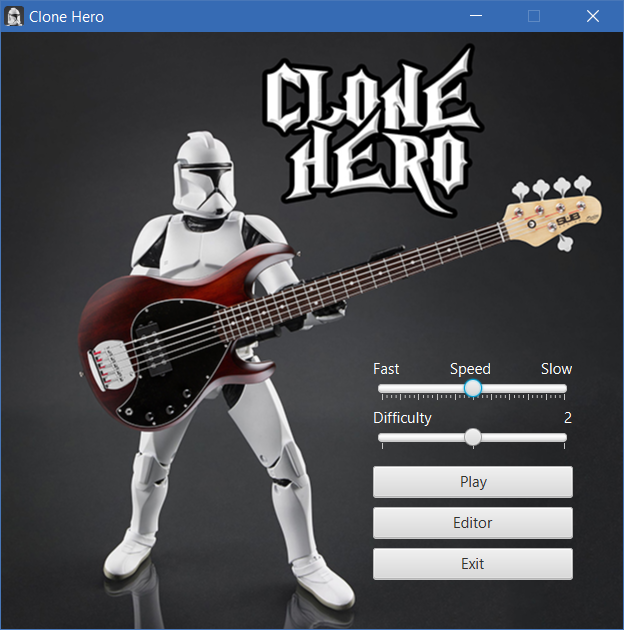 Clone Hero
CLONE
HERO
SUB
Fast Speed Slow
Difficulty 2
Play
Editor
Exit